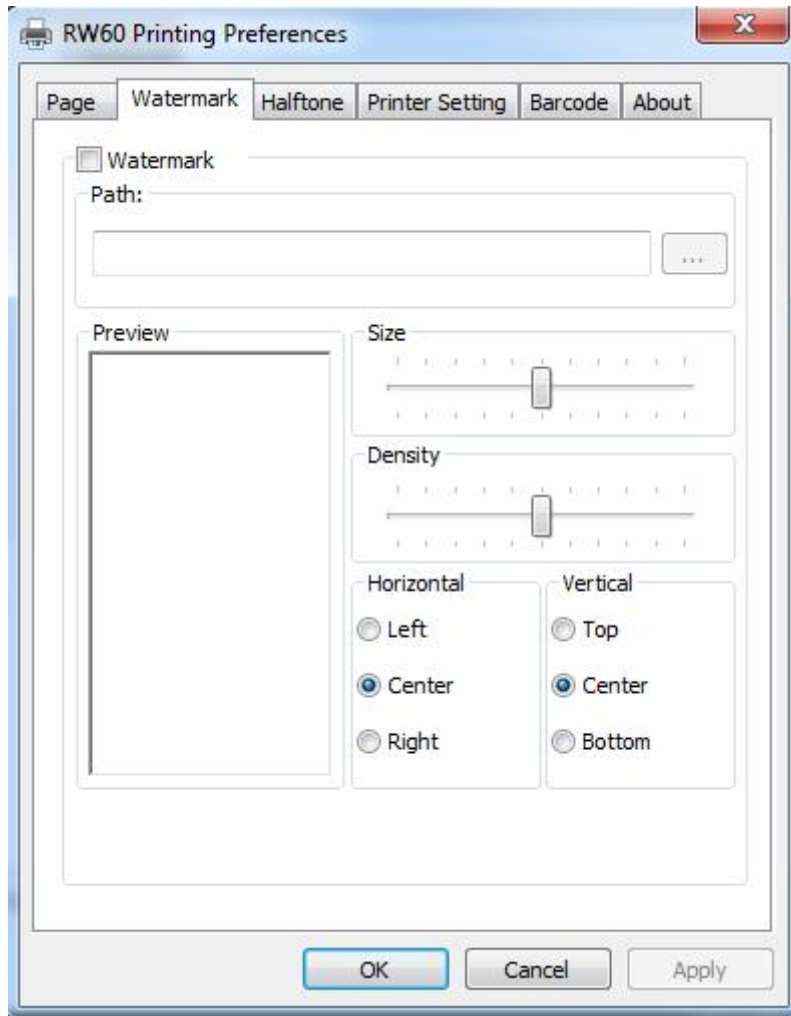 RW60 Printing Preferences
Page Watermark Halftone Printer Setting Barcode About
Watermark
Path:
...
Preview
Size
Density
Horizontal
Left
Center
Right
Vertical
Top
Center
Bottom
OK Cancel Apply